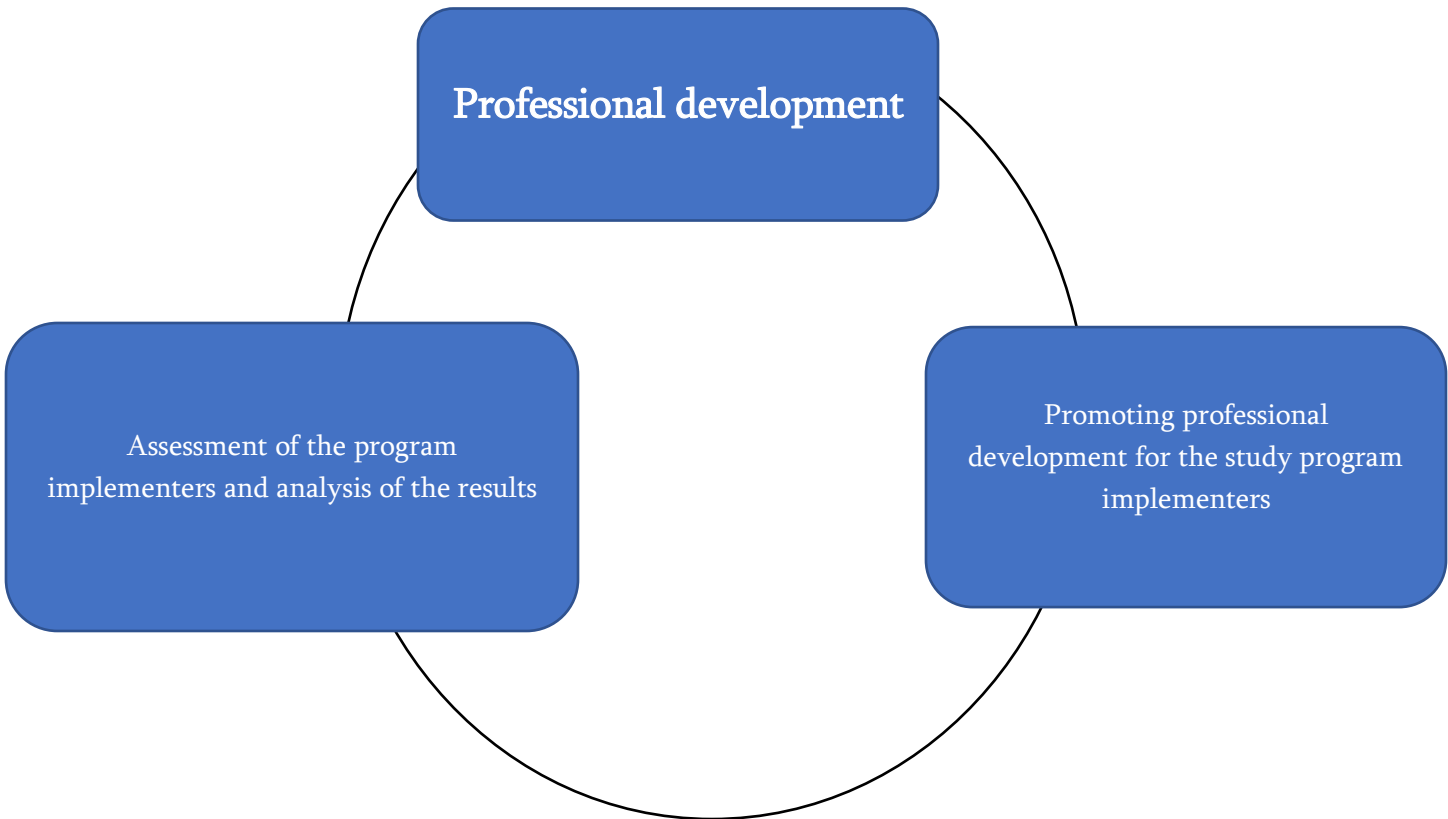 Professional development
Assessment of the program
implementers and analysis of the results
Promoting professional
development for the study program
implementers